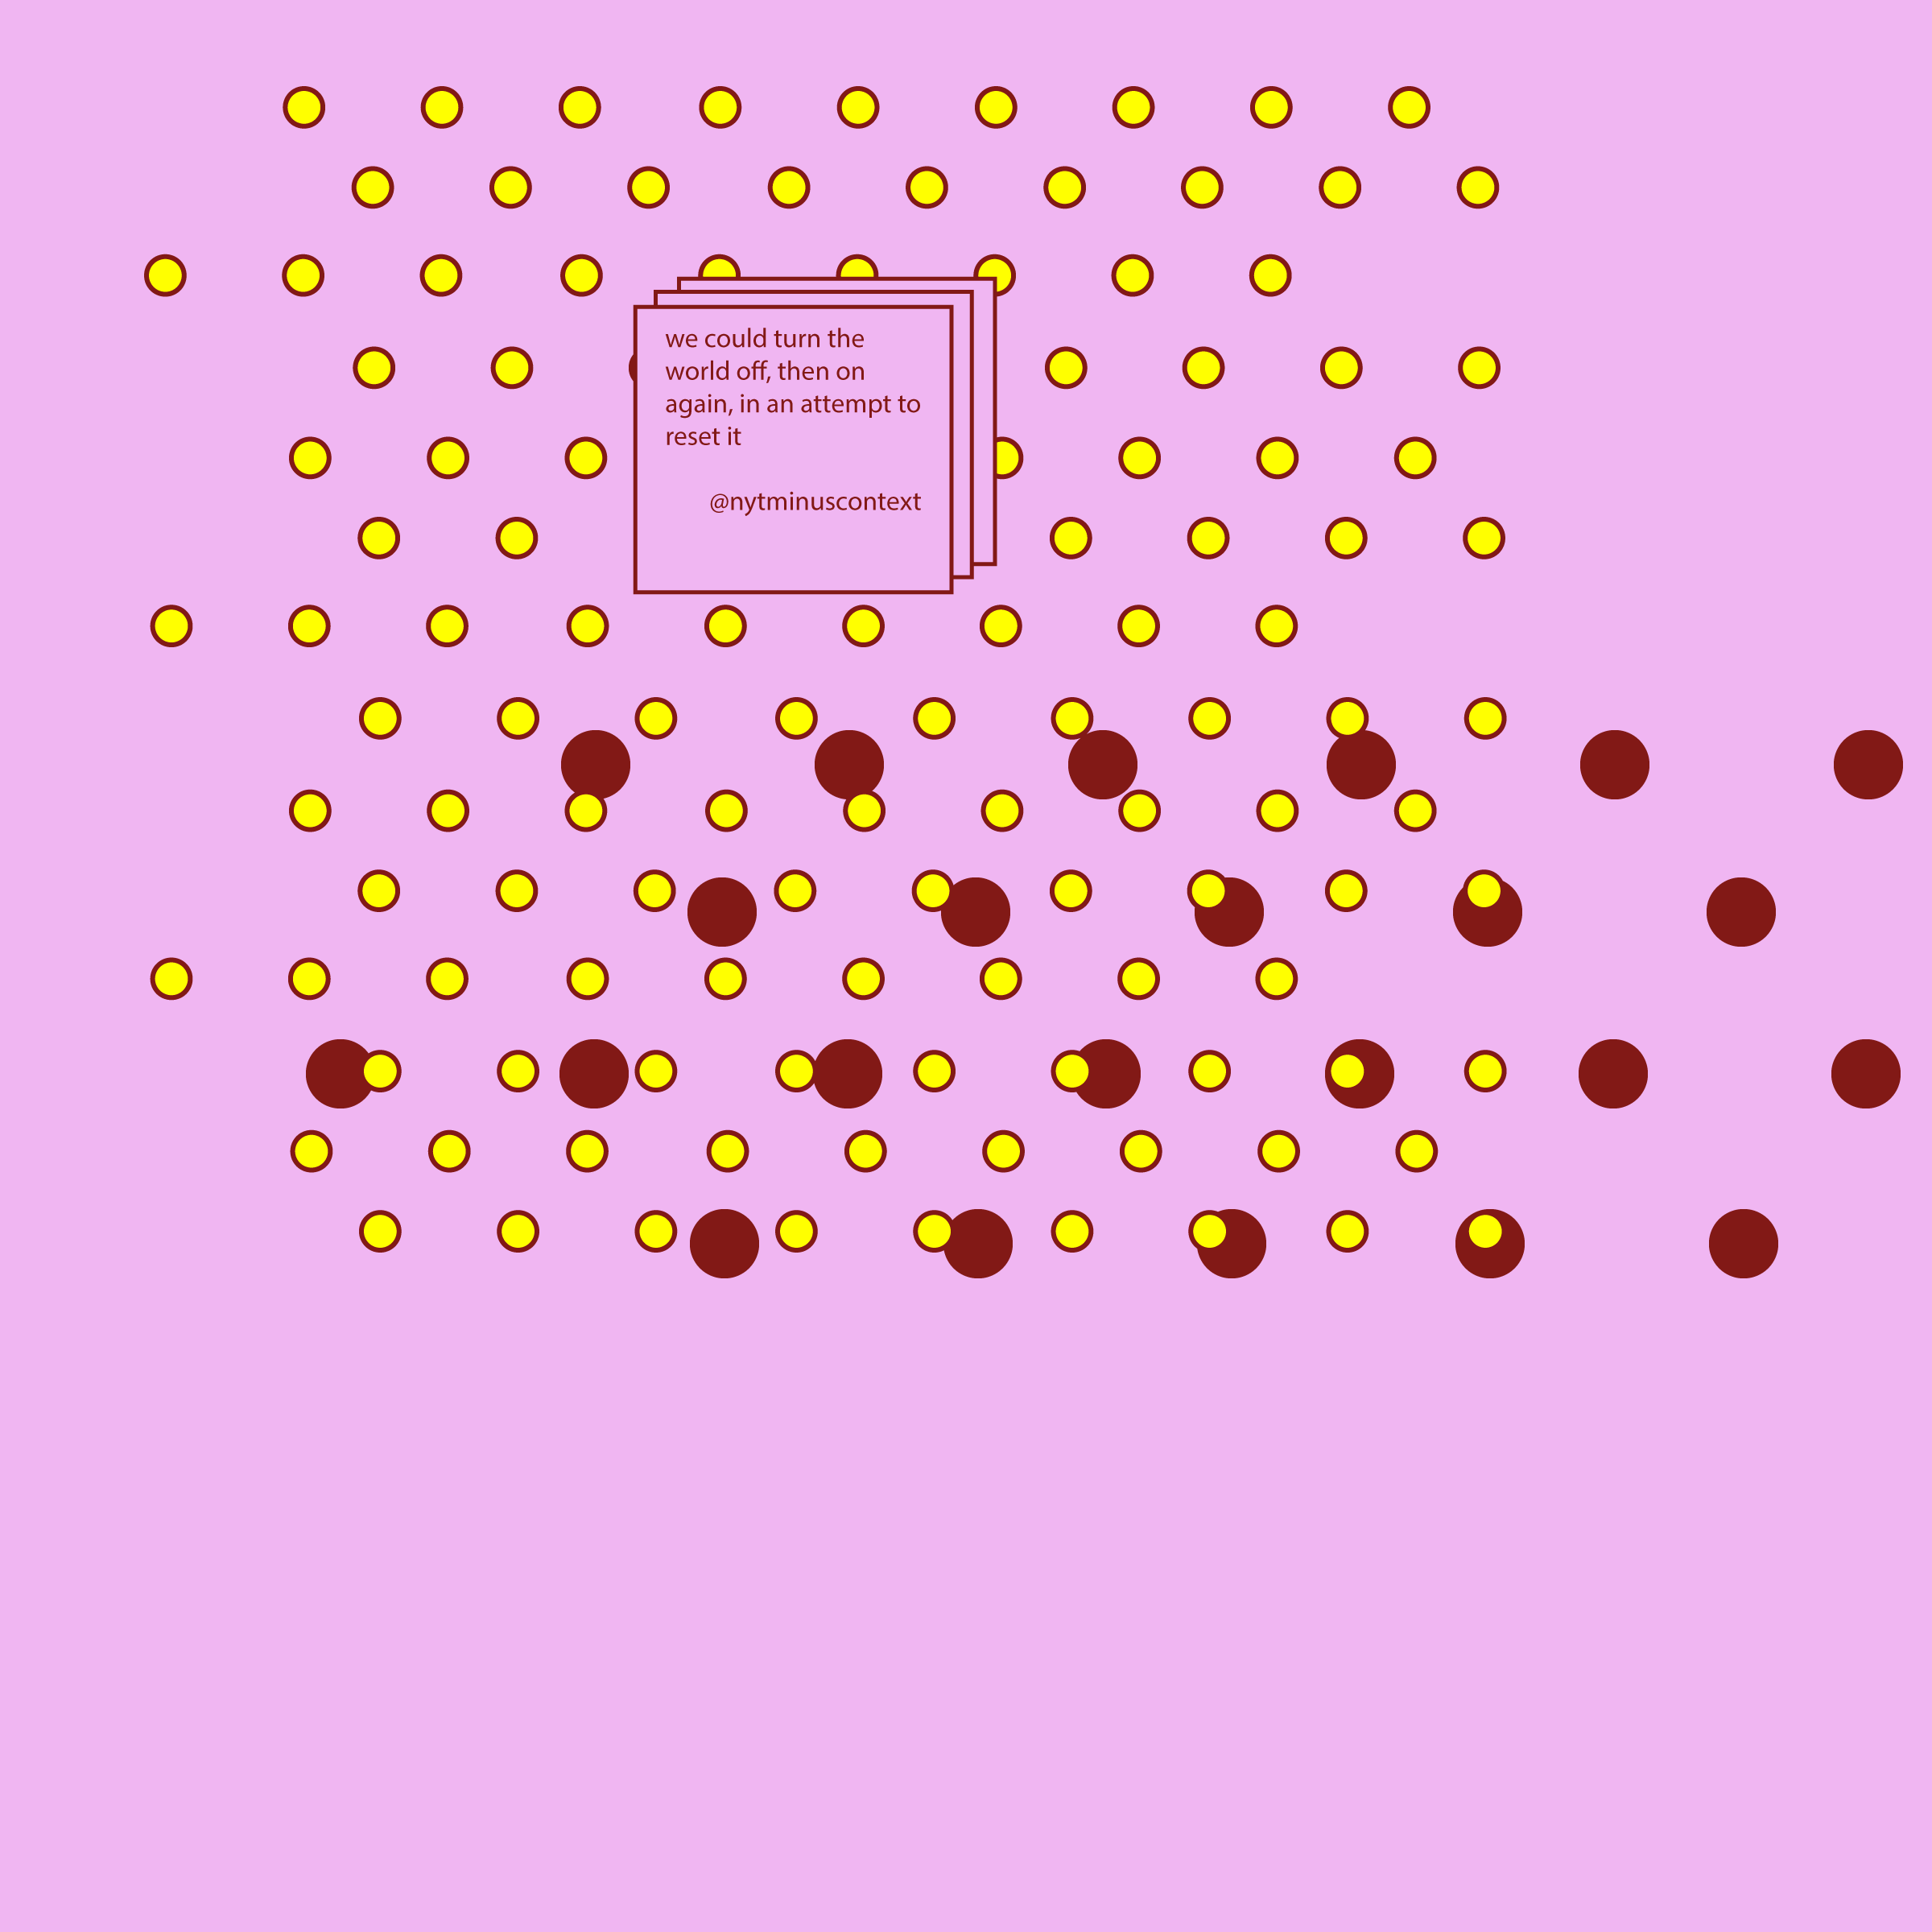 we could turn the
world off, then on
again, in an attempt to
reset it
@nytminuscontext